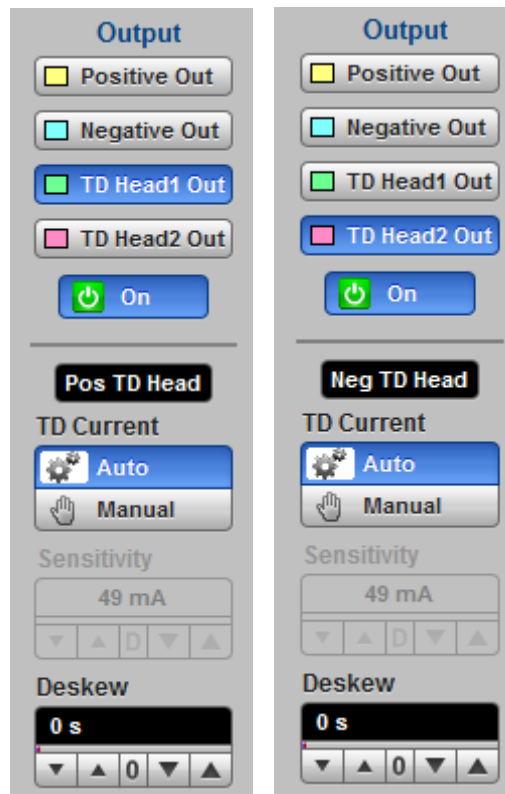 Output
Positive Out
Negative Out
TD Head1 Out
TD Head2 Out
On
Pos TD Head
TD Current
Auto
Manual
Sensitivity
49 mA
D
Deskew
0 s
0
Output
Positive Out
Negative Out
TD Head1 Out
TD Head2 Out
On
Neg TD Head
TD Current
Auto
Manual
Sensitivity
49 mA
D
Deskew
0 s
0